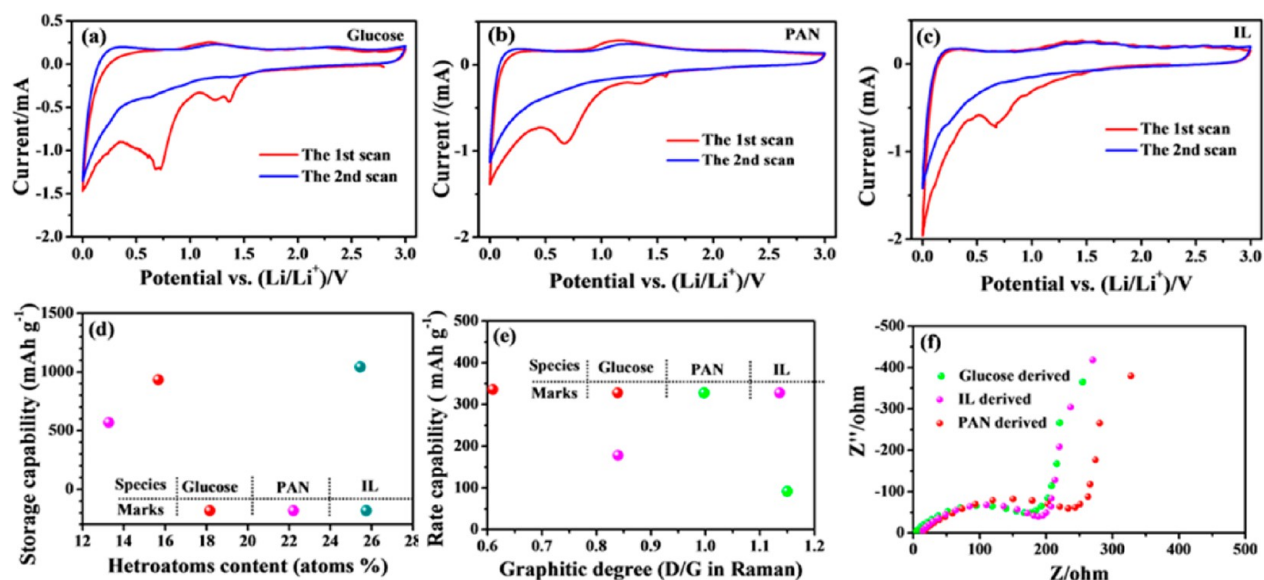 (a)
Glucose
0.5
0.0
-0.5
-1.0
-1.5
-2.0
Current/mA
The 1st scan
The 2nd scan
0.0 0.5 1.0 1.5 2.0 2.5 3.0
Potential vs. (Li/Li⁺)/V
(b)
PAN
1
0
-1
-2
Current /(mA)
The 1st scan
The 2nd scan
0.0 0.5 1.0 1.5 2.0 2.5 3.0
Potential vs. (Li/Li⁺)/V
(c)
IL
1
0
-1
-2
Current/ (mA)
The 1st scan
The 2nd scan
0.0 0.5 1.0 1.5 2.0 2.5 3.0
Potential vs. (Li/Li⁺)/V
(d)
1500
1000
500
0
Storage capability (mAh g⁻¹)
Species Glucose PAN IL
Marks
12 14 16 18 20 22 24 26 28
Hetroatoms content (atoms %)
(e)
500
400
300
200
100
0
Rate capability ( mAh g⁻¹)
Species Glucose PAN IL
Marks
0.6 0.7 0.8 0.9 1.0 1.1 1.2
Graphitic degree (D/G in Raman)
(f)
-500
-400
-300
-200
-100
0
Z''/ohm
Glucose derived
IL derived
PAN derived
0 100 200 300 400 500
Z/ohm